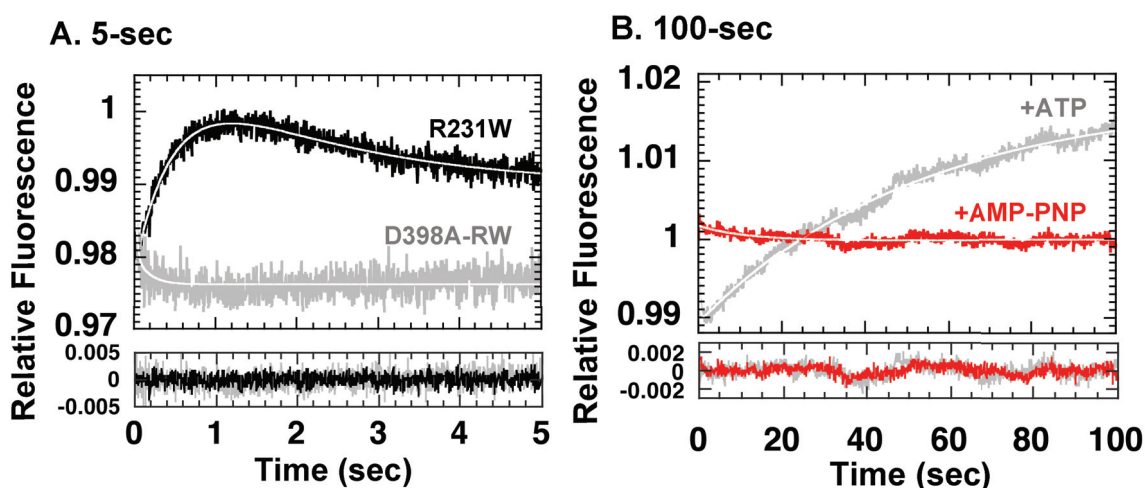 A. 5-sec
Relative Fluorescence
1
0.99
0.98
0.97
R231W
D398A-RW
0.005
0
-0.005
0 1 2 3 4 5
Time (sec)
B. 100-sec
Relative Fluorescence
1.02
1.01
1
0.99
+ATP
+AMP-PNP
0.002
0
-0.002
0 20 40 60 80 100
Time (sec)